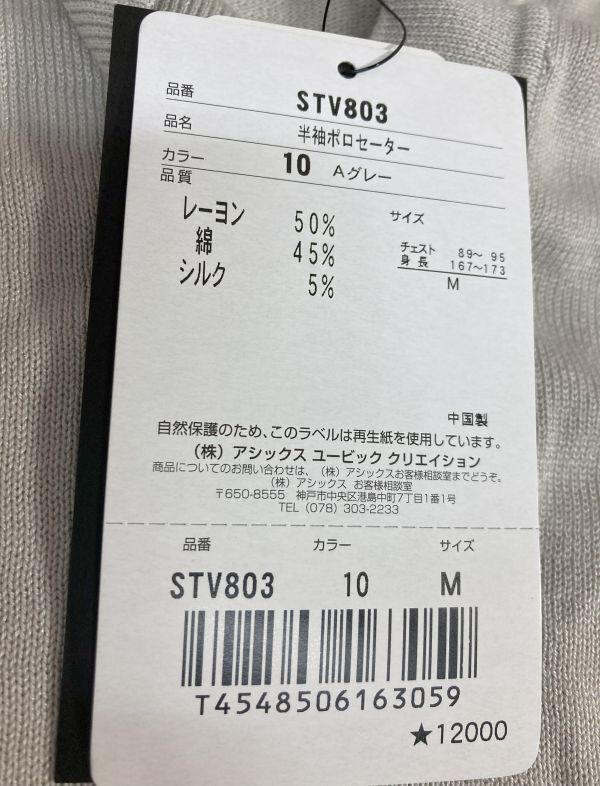 品番 STV803
品名 半袖ポロセーター
カラー 10 Aグレー
品質
レーヨン 50% サイズ
綿 45% チェスト 89〜 95
身長 167〜173
シルク 5% M
中国製
自然保護のため、このラベルは再生紙を使用しています。
(株) アシックス ユービック クリエイション
商品についてのお問い合わせは、(株) アシックスお客様相談室までどうぞ。
(株) アシックス お客様相談室
〒650-8555 神戸市中央区港島中町7丁目1番1号
TEL (078) 303-2233
品番 カラー サイズ
STV803 10 M
T4548506163059
★12000